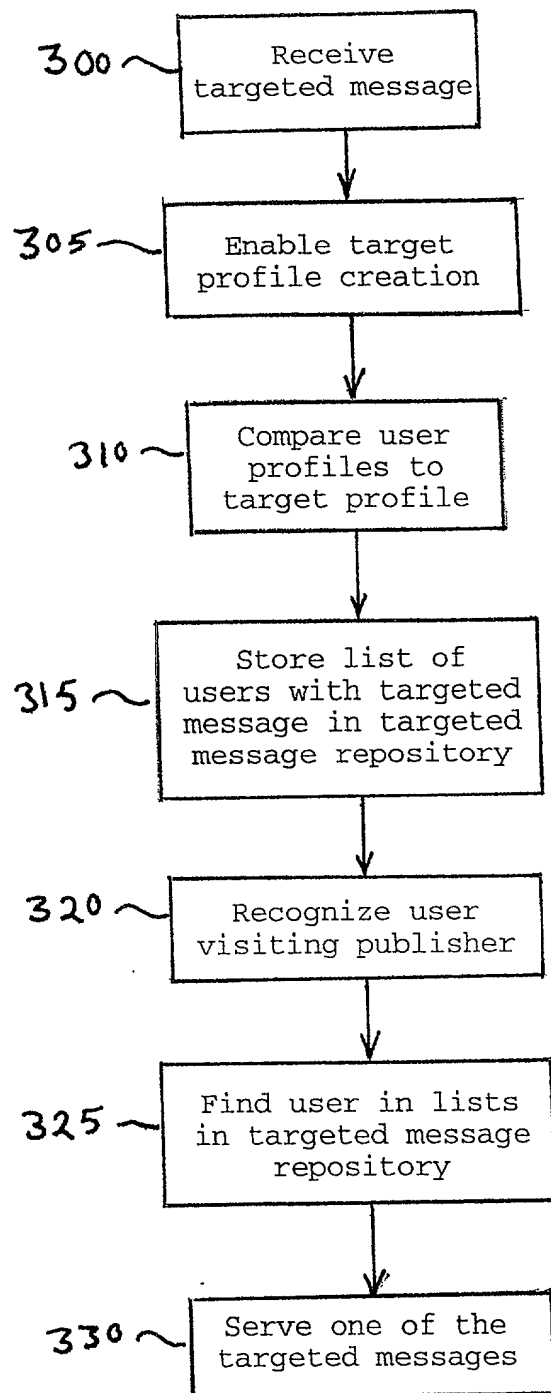 300
Receive
targeted message
305
Enable target
profile creation
310
Compare user
profiles to
target profile
315
Store list of
users with targeted
message in targeted
message repository
320
Recognize user
visiting publisher
325
Find user in lists
in targeted message
repository
330
Serve one of the
targeted messages